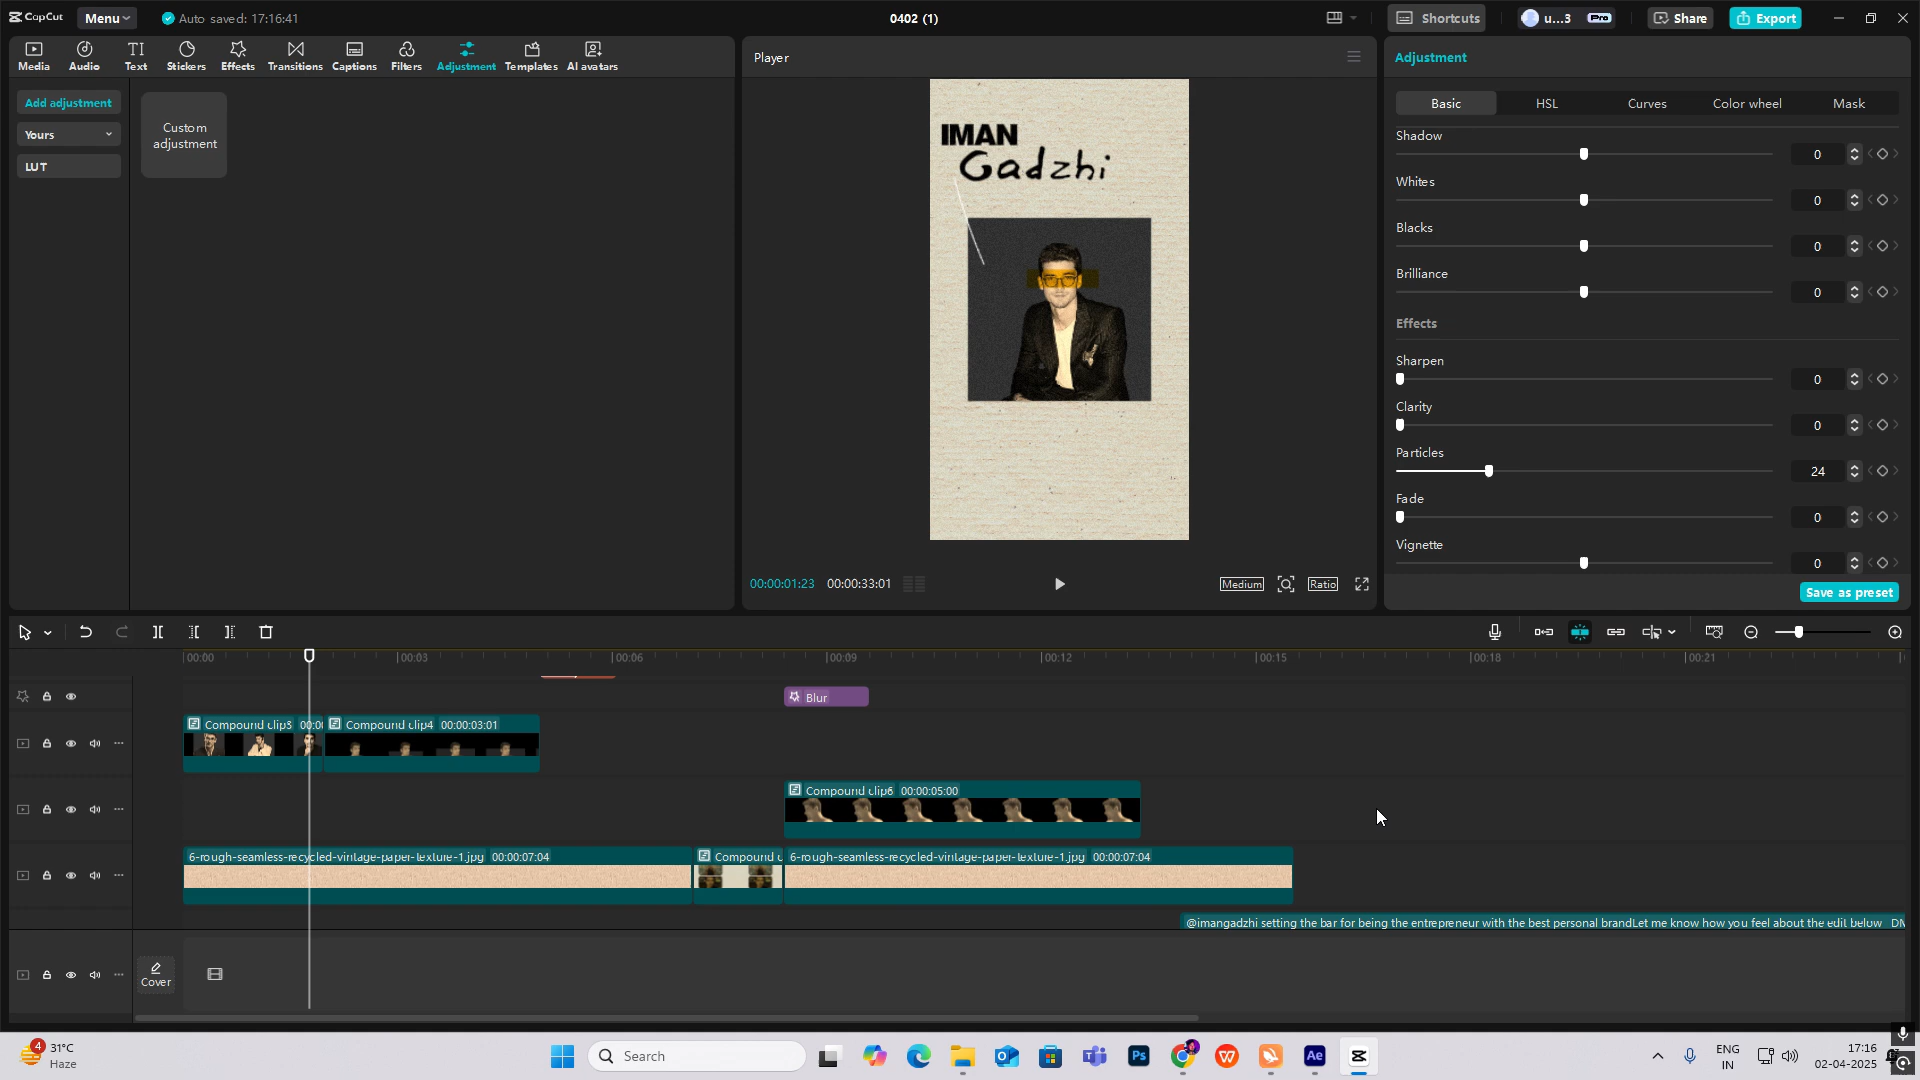 CapCut
Menu
Auto saved: 17:16:41
0402 (1)
Shortcuts
u...3
Pro
Share
Export
Media
Audio
Text
Stickers
Effects
Transitions
Captions
Filters
Adjustment
Templates
AI avatars
Add adjustment
Yours
LUT
Custom
adjustment
Player
IMAN
Gadzhi
00:00:01:23
00:00:33:01
Medium
Ratio
Adjustment
Basic
HSL
Curves
Color wheel
Mask
Shadow
0
Whites
0
Blacks
0
Brilliance
0
Effects
Sharpen
0
Clarity
0
Particles
24
Fade
0
Vignette
0
Save as preset
00:00
00:03
00:06
00:09
00:12
00:15
00:18
00:21
Blur
Compound clip5 00:00
Compound clip4 00:00:03:01
Compound clip6 00:00:05:00
6-rough-seamless-recycled-vintage-paper-texture-1.jpg 00:00:07:04
Compound c
6-rough-seamless-recycled-vintage-paper-texture-1.jpg 00:00:07:04
@imangadzhi setting the bar for being the entrepreneur with the best personal brandLet me know how you feel about the edit below DM
Cover
4
31°C
Haze
Search
Ps
Ae
ENG
IN
17:16
02-04-2025